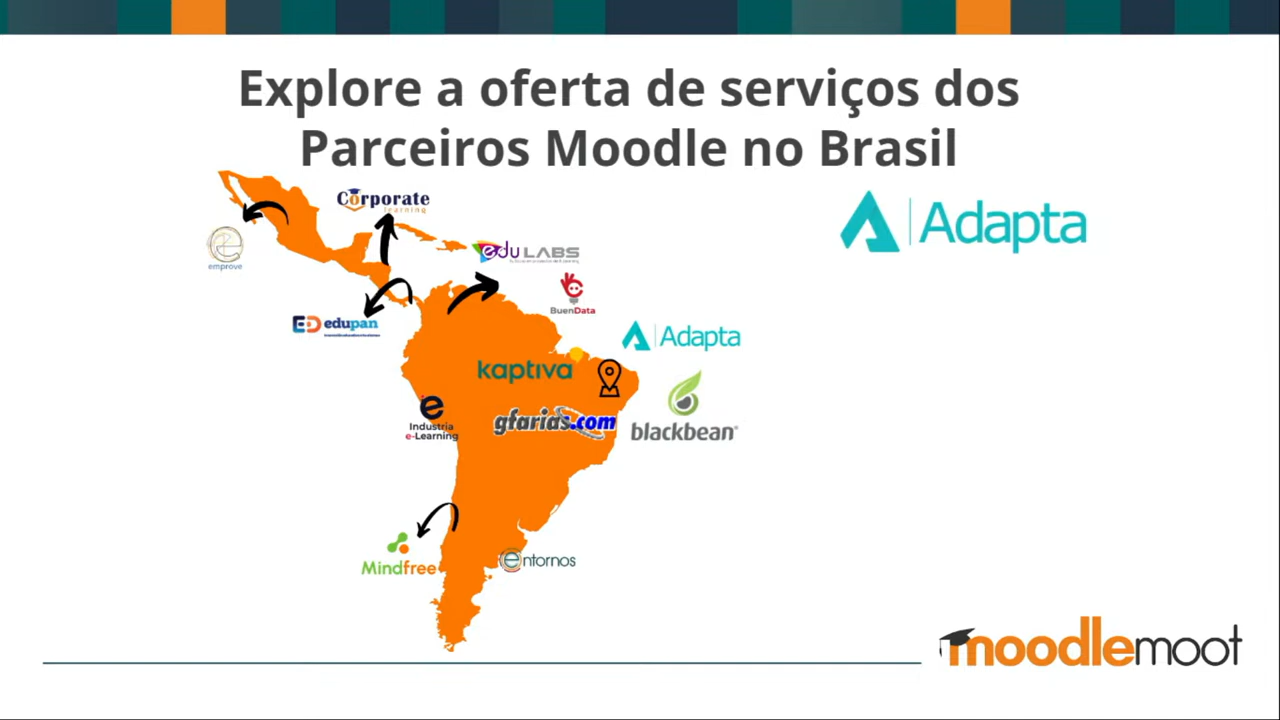 Explore a oferta de serviços dos
Parceiros Moodle no Brasil
Corporate
learning
Adapta
emprove
edu LABS
BuenData
edupan
Adapta
kaptiva
e
Industria
e-Learning
gfarias.com
blackbean®
Mindfree
entornos
moodlemoot